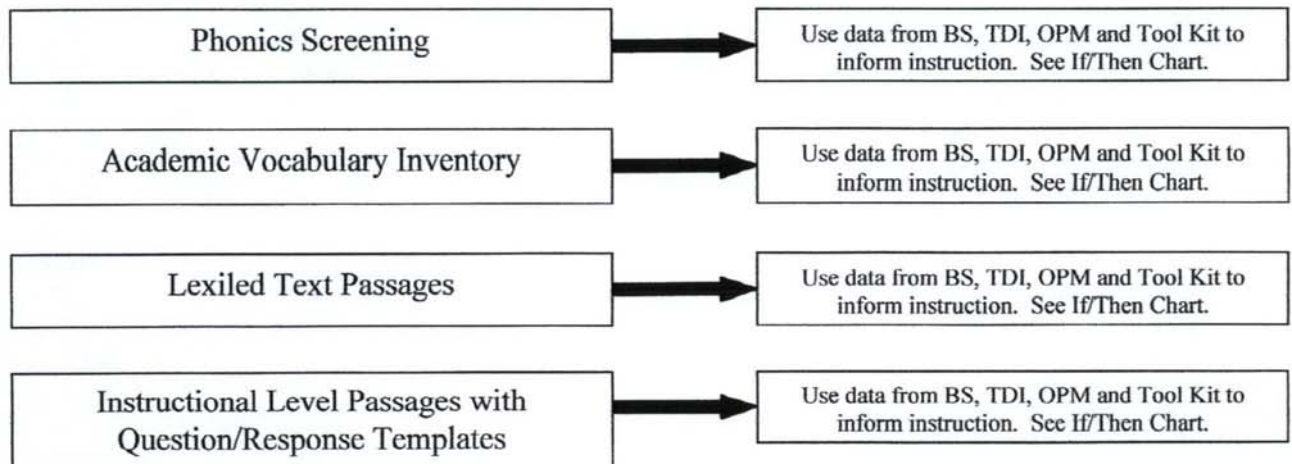 Phonics Screening
Use data from BS, TDI, OPM and Tool Kit to
inform instruction. See If/Then Chart.
Academic Vocabulary Inventory
Use data from BS, TDI, OPM and Tool Kit to
inform instruction. See If/Then Chart.
Lexiled Text Passages
Use data from BS, TDI, OPM and Tool Kit to
inform instruction. See If/Then Chart.
Instructional Level Passages with
Question/Response Templates
Use data from BS, TDI, OPM and Tool Kit to
inform instruction. See If/Then Chart.